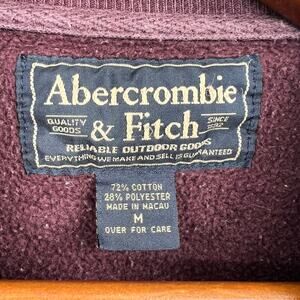 Abercrombie
QUALITY GOODS & Fitch SINCE 1892
RELIABLE OUTDOOR GOODS
EVERYTHING WE MAKE AND SELL IS GUARANTEED
72% COTTON
28% POLYESTER
MADE IN MACAU
M
OVER FOR CARE